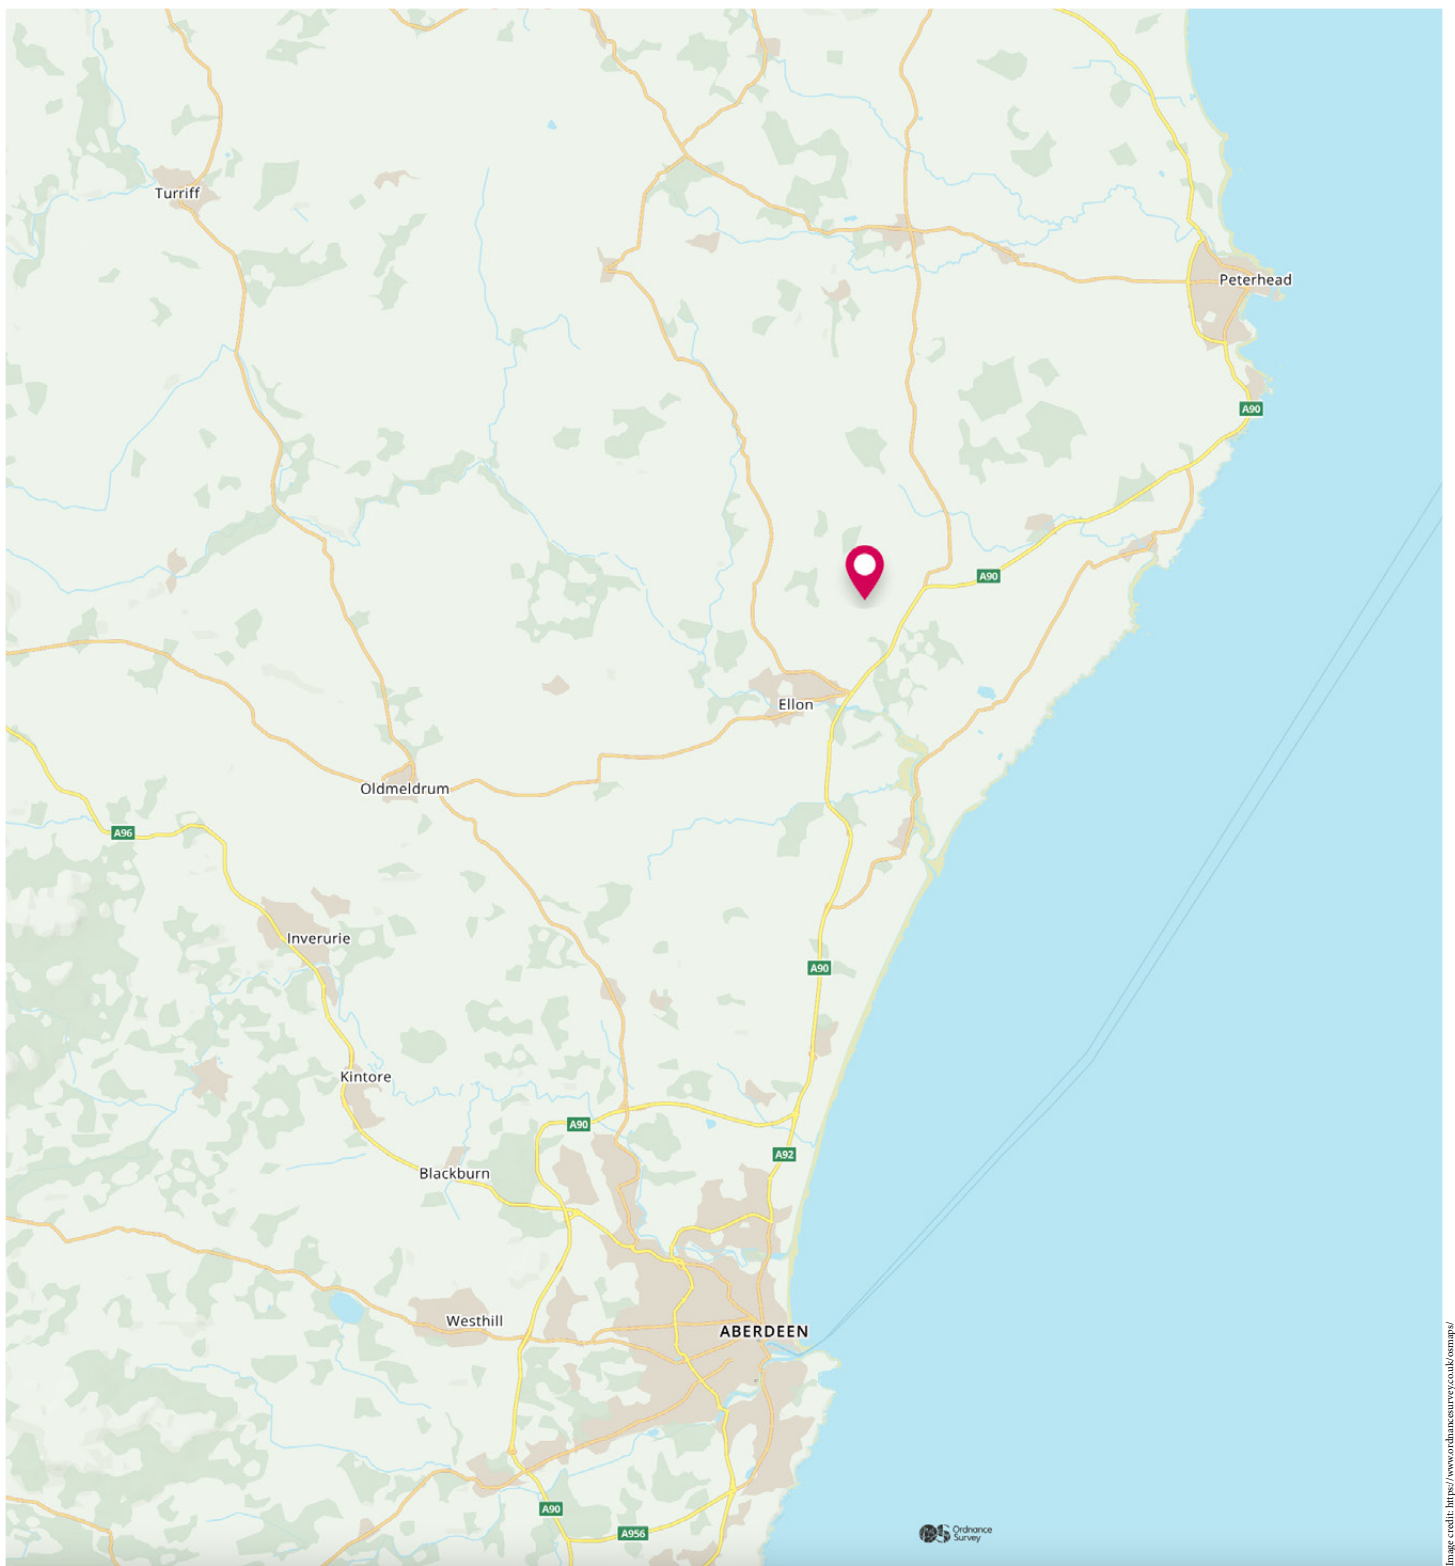 Turriff
Peterhead
A90
A90
Ellon
Oldmeldrum
A96
Inverurie
A90
Kintore
A90
A92
Blackburn
Westhill
ABERDEEN
A90
A956
Ordnance
Survey
Image credit: https://www.ordnancesurvey.co.uk/osmaps/